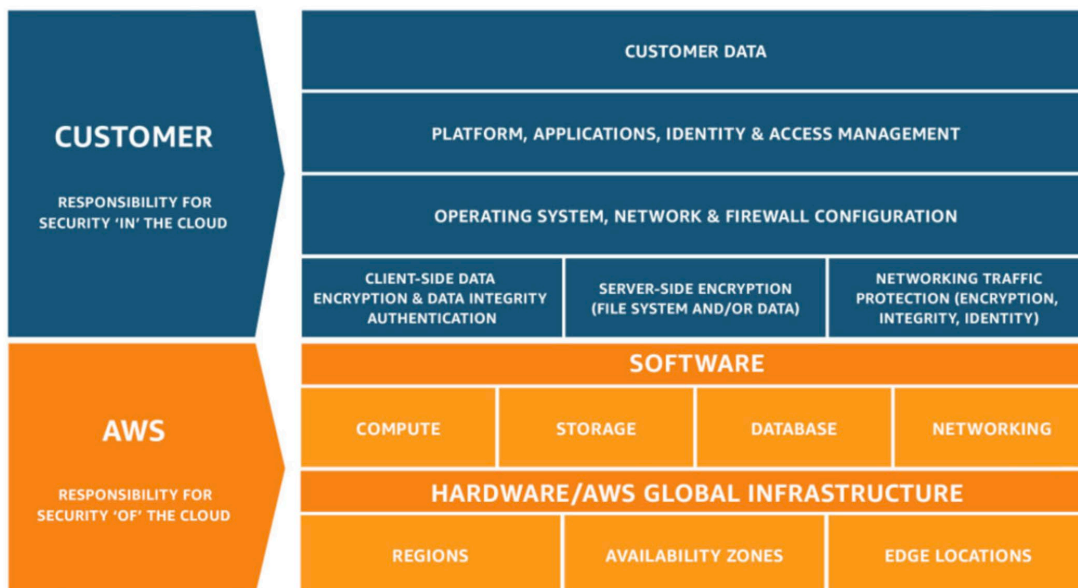 CUSTOMER
RESPONSIBILITY FOR
SECURITY ‘IN’ THE CLOUD
CUSTOMER DATA
PLATFORM, APPLICATIONS, IDENTITY & ACCESS MANAGEMENT
OPERATING SYSTEM, NETWORK & FIREWALL CONFIGURATION
CLIENT-SIDE DATA
ENCRYPTION & DATA INTEGRITY
AUTHENTICATION
SERVER-SIDE ENCRYPTION
(FILE SYSTEM AND/OR DATA)
NETWORKING TRAFFIC
PROTECTION (ENCRYPTION,
INTEGRITY, IDENTITY)
AWS
RESPONSIBILITY FOR
SECURITY ‘OF’ THE CLOUD
SOFTWARE
COMPUTE
STORAGE
DATABASE
NETWORKING
HARDWARE/AWS GLOBAL INFRASTRUCTURE
REGIONS
AVAILABILITY ZONES
EDGE LOCATIONS